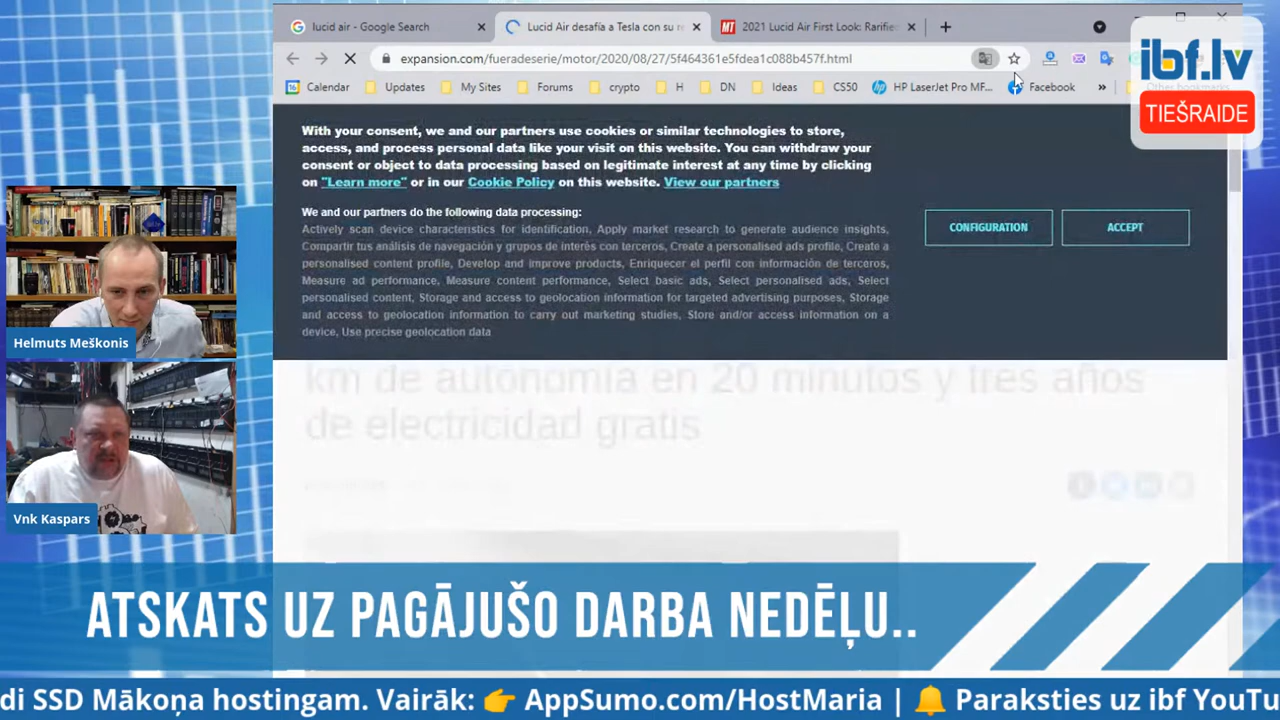 lucid air - Google Search
Lucid Air desafía a Tesla con su r
MT
2021 Lucid Air First Look: Rarifie
expansion.com/fueradeserie/motor/2020/08/27/5f464361e5fdea1c088b457f.html
16 Calendar
Updates
My Sites
Forums
crypto
H
DN
Ideas
CS50
hp HP LaserJet Pro MF...
Facebook
»
Other bookmarks
ibf.lv
TIEŠRAIDE
With your consent, we and our partners use cookies or similar technologies to store,
access, and process personal data like your visit on this website. You can withdraw your
consent or object to data processing based on legitimate interest at any time by clicking
on "Learn more" or in our Cookie Policy on this website. View our partners
We and our partners do the following data processing:
Actively scan device characteristics for identification, Apply market research to generate audience insights,
Compartir tus análisis de navegación y grupos de interés con terceros, Create a personalised ads profile, Create a
personalised content profile, Develop and improve products, Enriquecer el perfil con información de terceros,
Measure ad performance, Measure content performance, Select basic ads, Select personalised ads, Select
personalised content, Storage and access to geolocation information for targeted advertising purposes, Storage
and access to geolocation information to carry out marketing studies, Store and/or access information on a
device, Use precise geolocation data
CONFIGURATION
ACCEPT
km de autonomía en 20 minutos y tres años
de electricidad gratis
Helmuts Meškonis
Vnk Kaspars
ATSKATS UZ PAGĀJUŠO DARBA NEDĒĻU..
di SSD Mākoņa hostingam. Vairāk: 👉 AppSumo.com/HostMaria | 🔔 Paraksties uz ibf YouTu